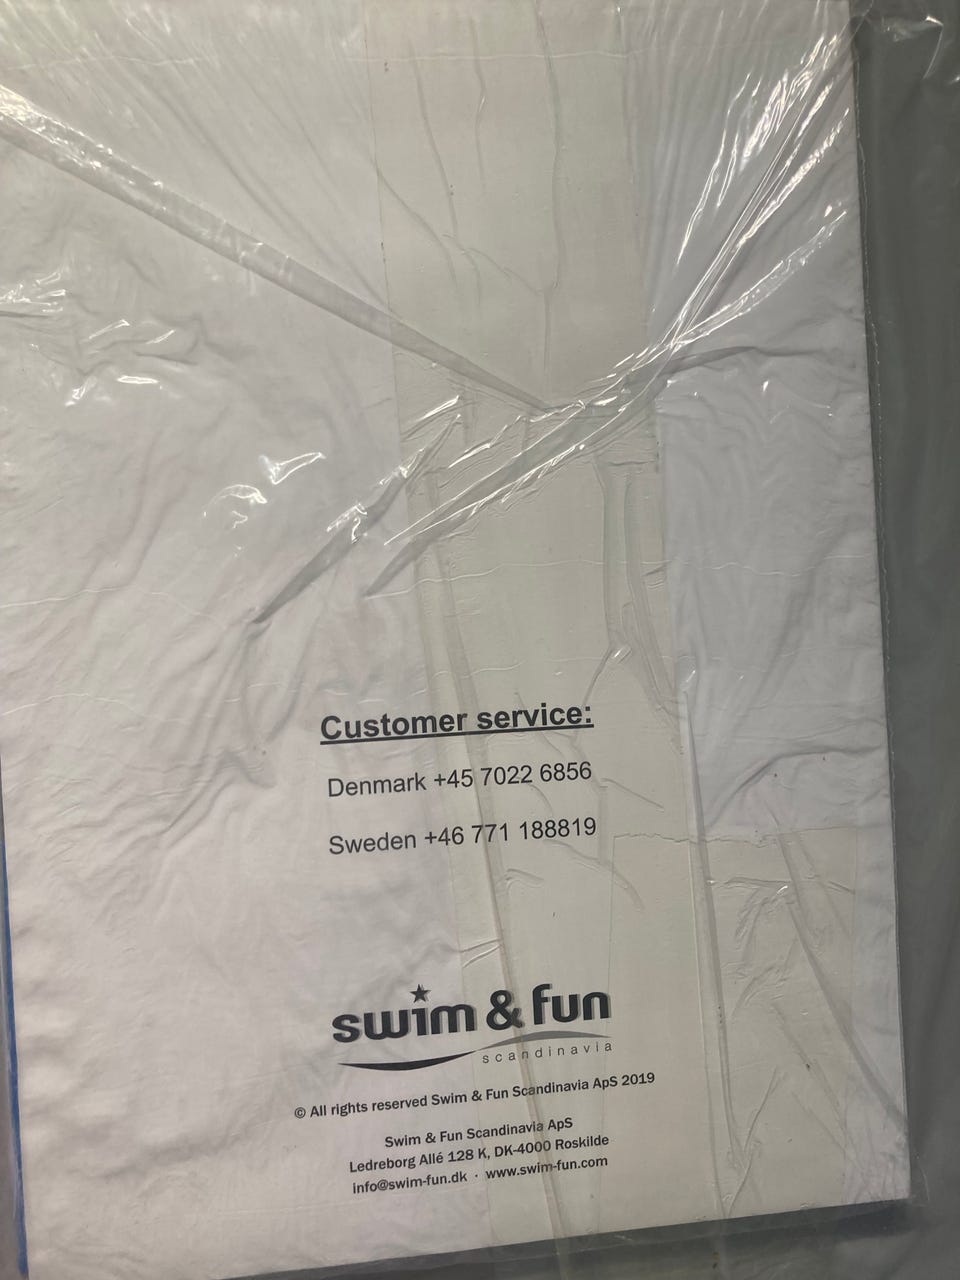 Customer service:
Denmark +45 7022 6856
Sweden +46 771 188819
swim & fun
scandinavia
© All rights reserved Swim & Fun Scandinavia ApS 2019
Swim & Fun Scandinavia ApS
Ledreborg Allé 128 K, DK-4000 Roskilde
info@swim-fun.dk · www.swim-fun.com